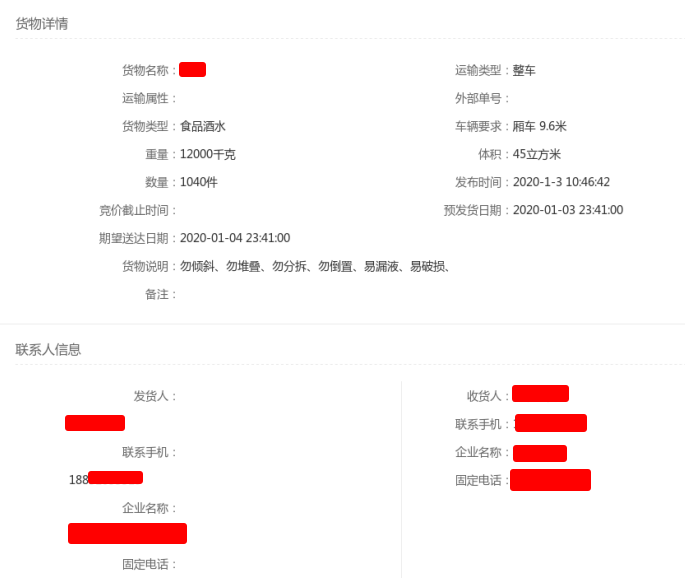 货物详情
货物名称：
运输类型：整车
运输属性：
外部单号：
货物类型：食品酒水
车辆要求：厢车 9.6米
重量：12000千克
体积：45立方米
数量：1040件
发布时间：2020-1-3 10:46:42
竞价截止时间：
预发货日期：2020-01-03 23:41:00
期望送达日期：2020-01-04 23:41:00
货物说明：勿倾斜、勿堆叠、勿分拆、勿倒置、易漏液、易破损、
备注：
联系人信息
发货人：
联系手机：
188
企业名称：
固定电话：
收货人：
联系手机：
企业名称：
固定电话：